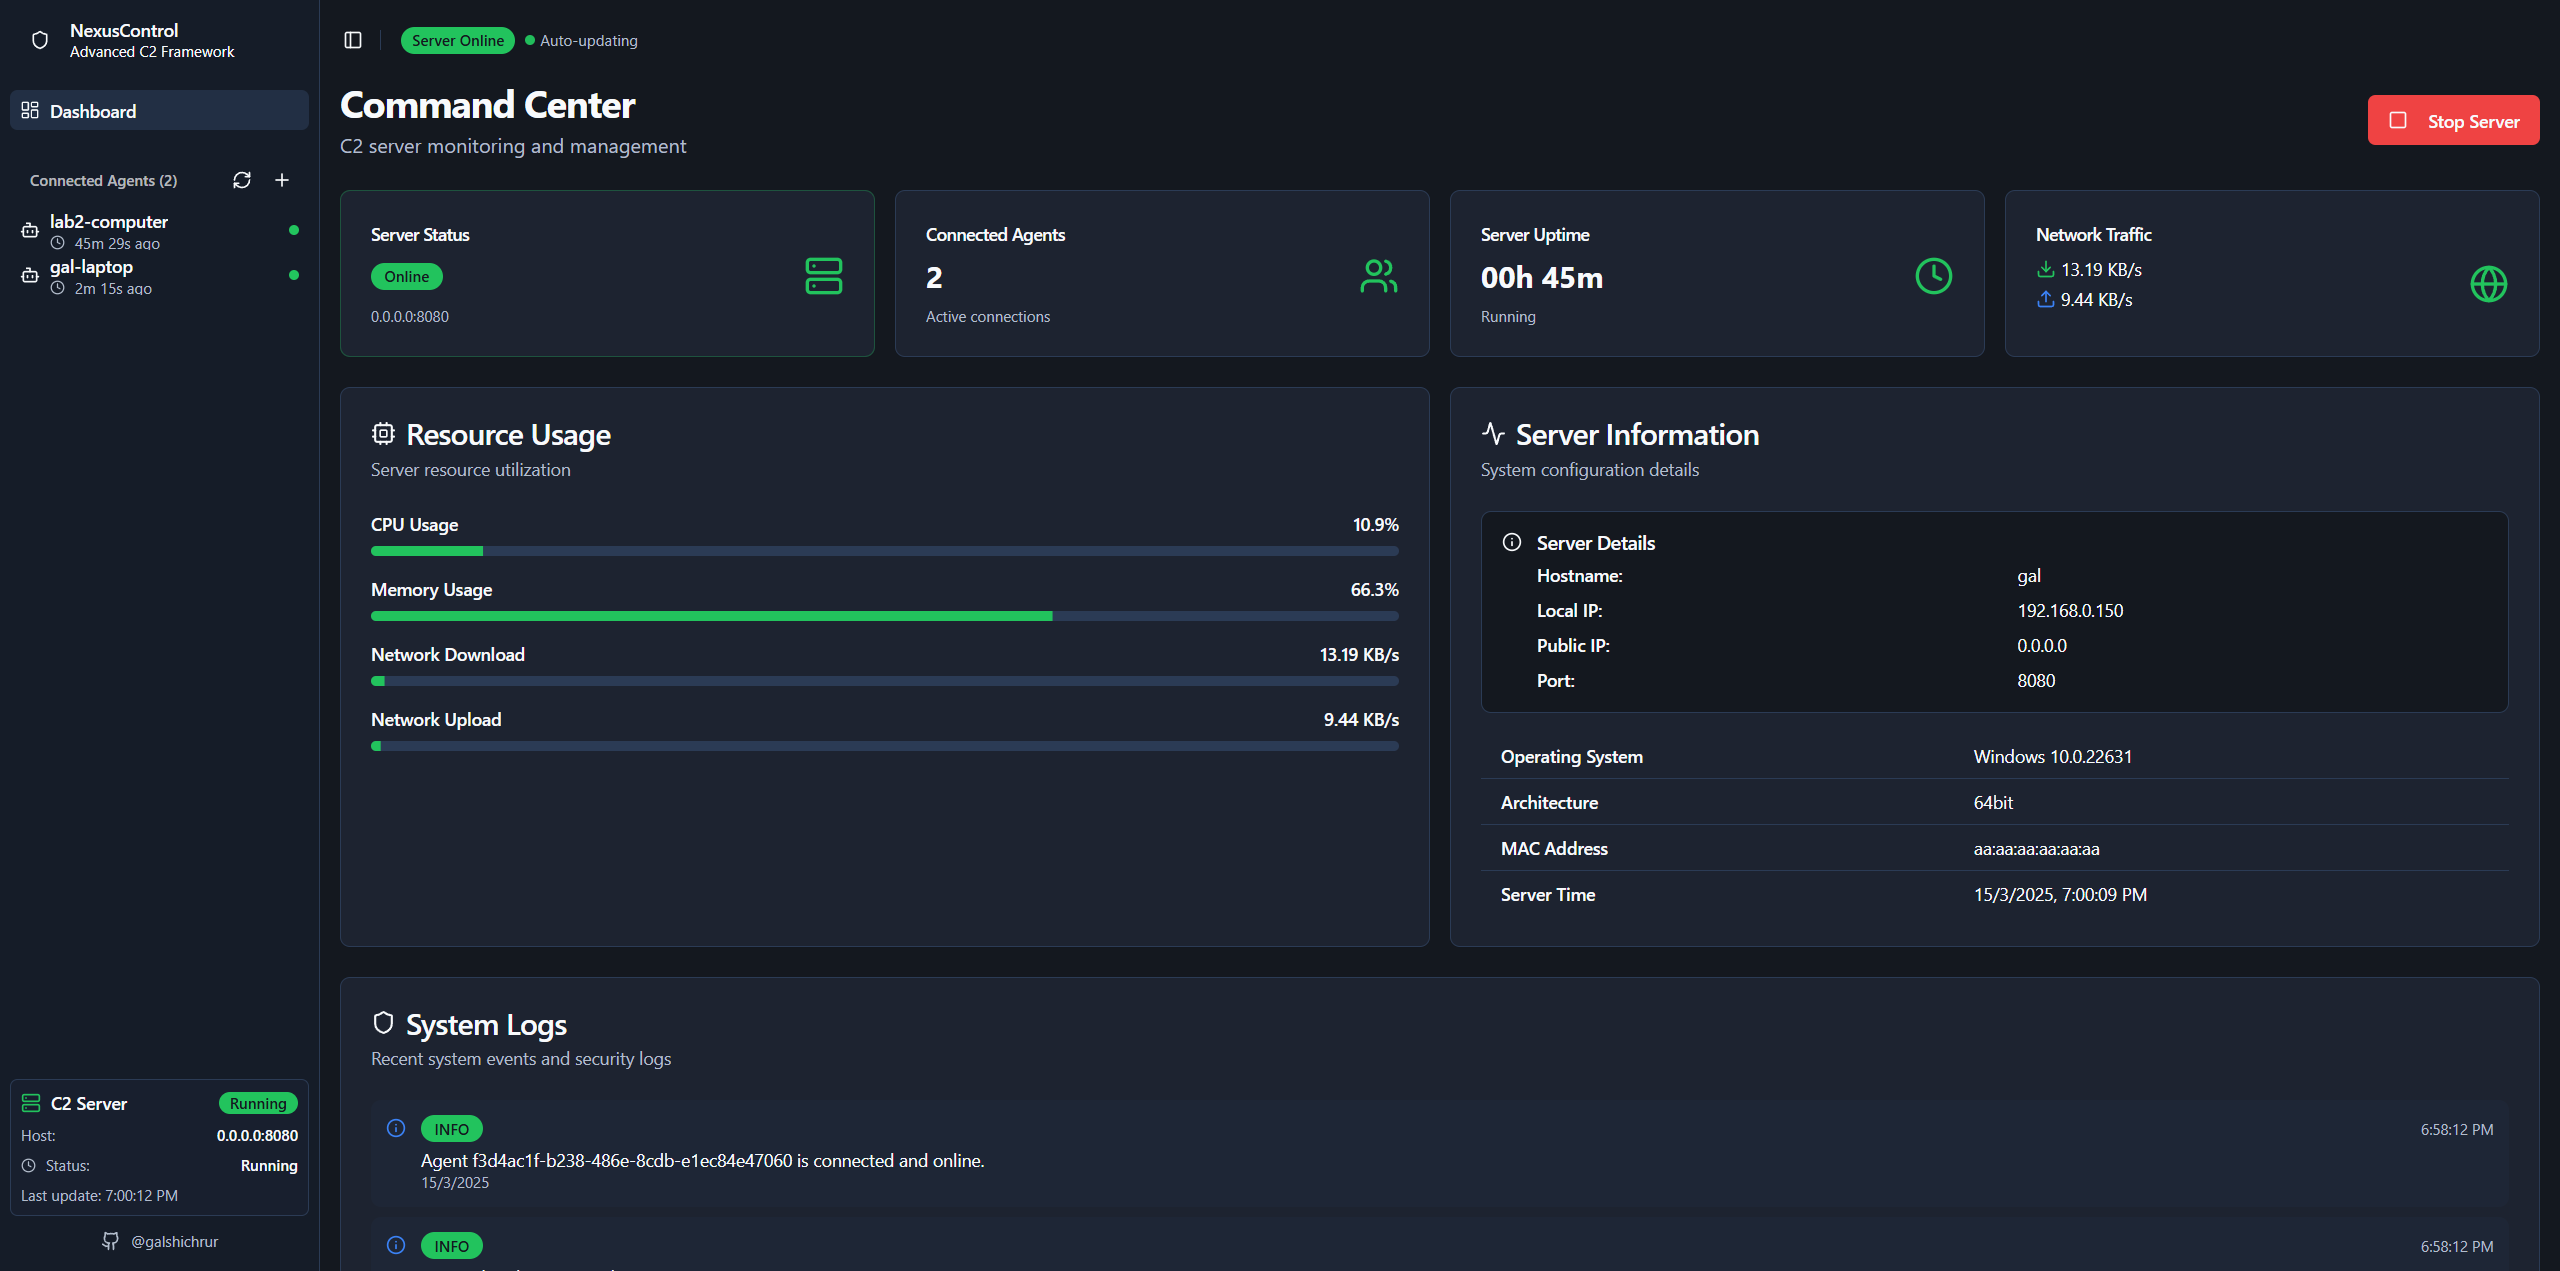 NexusControl
Advanced C2 Framework
Dashboard
Connected Agents (2)
lab2-computer
45m 29s ago
gal-laptop
2m 15s ago
C2 Server
Running
Host:
0.0.0.0:8080
Status:
Running
Last update: 7:00:12 PM
@galshichrur
Server Online
Auto-updating
Command Center
C2 server monitoring and management
Stop Server
Server Status
Online
0.0.0.0:8080
Connected Agents
2
Active connections
Server Uptime
00h 45m
Running
Network Traffic
13.19 KB/s
9.44 KB/s
Resource Usage
Server resource utilization
CPU Usage
10.9%
Memory Usage
66.3%
Network Download
13.19 KB/s
Network Upload
9.44 KB/s
Server Information
System configuration details
Server Details
Hostname:
gal
Local IP:
192.168.0.150
Public IP:
0.0.0.0
Port:
8080
Operating System
Windows 10.0.22631
Architecture
64bit
MAC Address
aa:aa:aa:aa:aa:aa
Server Time
15/3/2025, 7:00:09 PM
System Logs
Recent system events and security logs
INFO
6:58:12 PM
Agent f3d4ac1f-b238-486e-8cdb-e1ec84e47060 is connected and online.
15/3/2025
INFO
6:58:12 PM